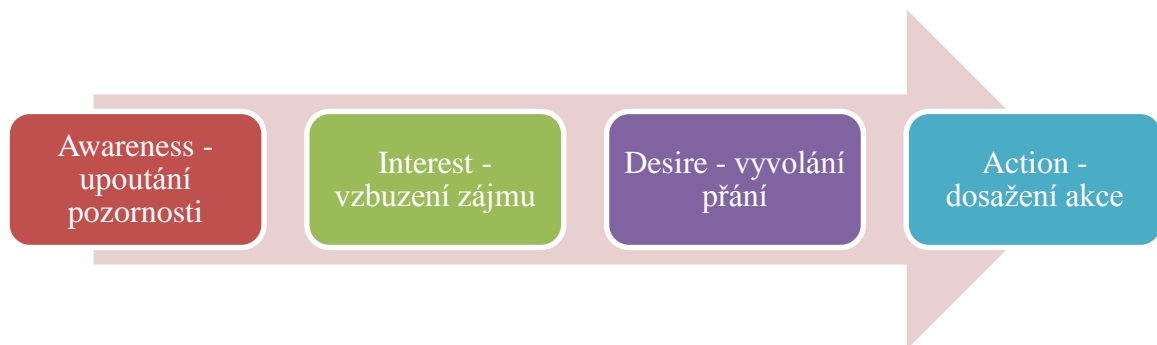 Awareness -
upoutání
pozornosti
Interest -
vzbuzení zájmu
Desire - vyvolání
přání
Action -
dosažení akce